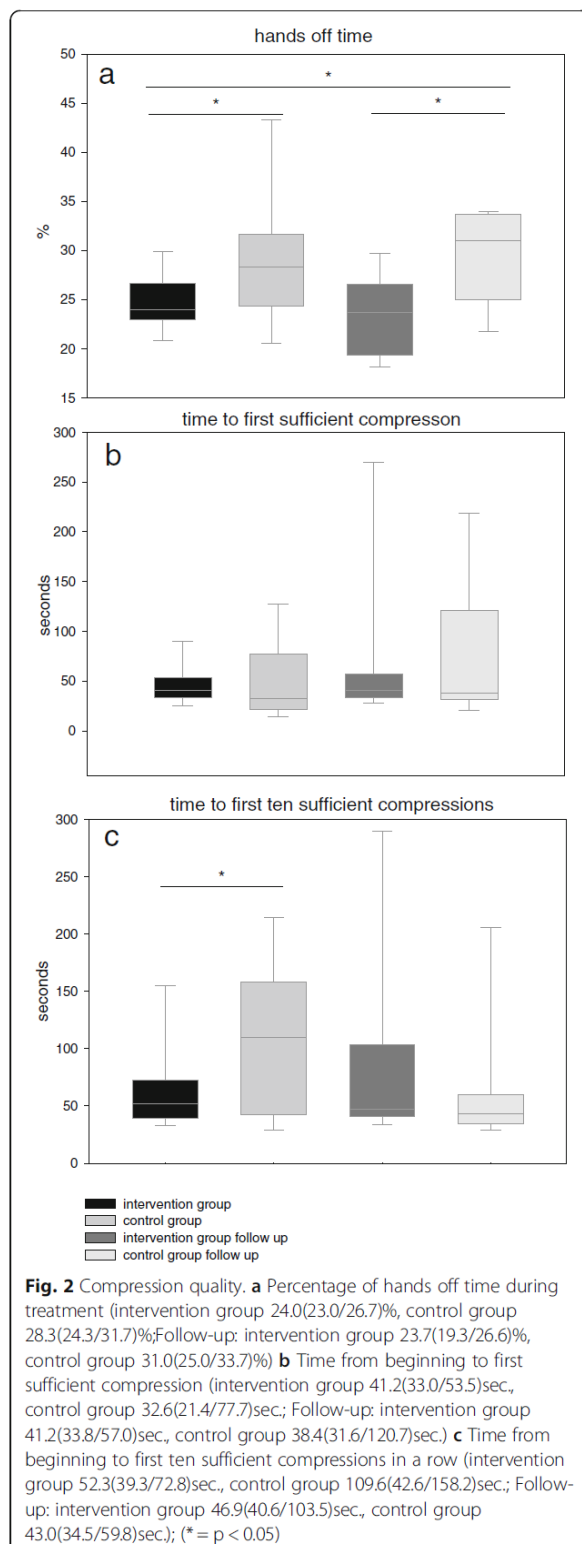 hands off time
a
*
*
*
50
45
40
35
30
25
20
15
%
time to first sufficient compresson
b
300
250
200
150
100
50
0
seconds
time to first ten sufficient compressions
c
*
300
250
200
150
100
50
0
seconds
intervention group
control group
intervention group follow up
control group follow up
Fig. 2 Compression quality. a Percentage of hands off time during
treatment (intervention group 24.0(23.0/26.7)%, control group
28.3(24.3/31.7)%;Follow-up: intervention group 23.7(19.3/26.6)%,
control group 31.0(25.0/33.7)%) b Time from beginning to first
sufficient compression (intervention group 41.2(33.0/53.5)sec.,
control group 32.6(21.4/77.7)sec.; Follow-up: intervention group
41.2(33.8/57.0)sec., control group 38.4(31.6/120.7)sec.) c Time from
beginning to first ten sufficient compressions in a row (intervention
group 52.3(39.3/72.8)sec., control group 109.6(42.6/158.2)sec.; Follow-
up: intervention group 46.9(40.6/103.5)sec., control group
43.0(34.5/59.8)sec.); (* = p < 0.05)